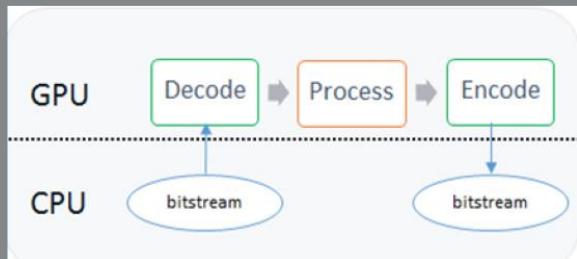 GPU
Decode
Process
Encode
CPU
bitstream
bitstream